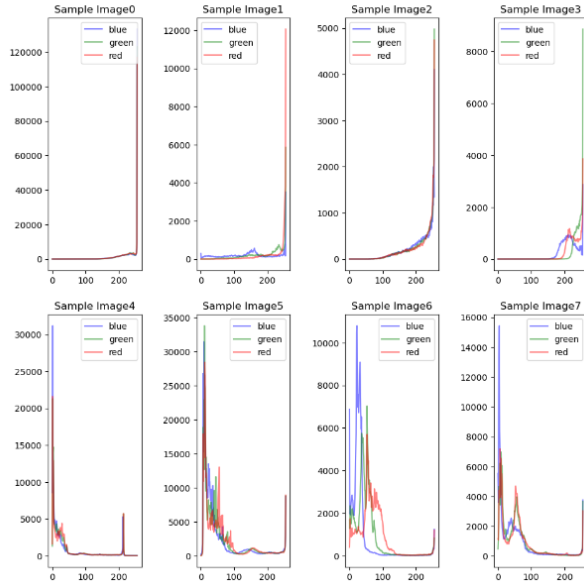 Sample Image0
Sample Image1
Sample Image2
Sample Image3
blue
green
red
blue
green
red
blue
green
red
blue
green
red
120000
100000
80000
60000
40000
20000
0
12000
10000
8000
6000
4000
2000
0
5000
4000
3000
2000
1000
0
8000
6000
4000
2000
0
0 100 200
0 100 200
0 100 200
0 100 200
Sample Image4
Sample Image5
Sample Image6
Sample Image7
blue
green
red
blue
green
red
blue
green
red
blue
green
red
30000
25000
20000
15000
10000
5000
0
35000
30000
25000
20000
15000
10000
5000
0
10000
8000
6000
4000
2000
0
16000
14000
12000
10000
8000
6000
4000
2000
0
0 100 200
0 100 200
0 100 200
0 100 200